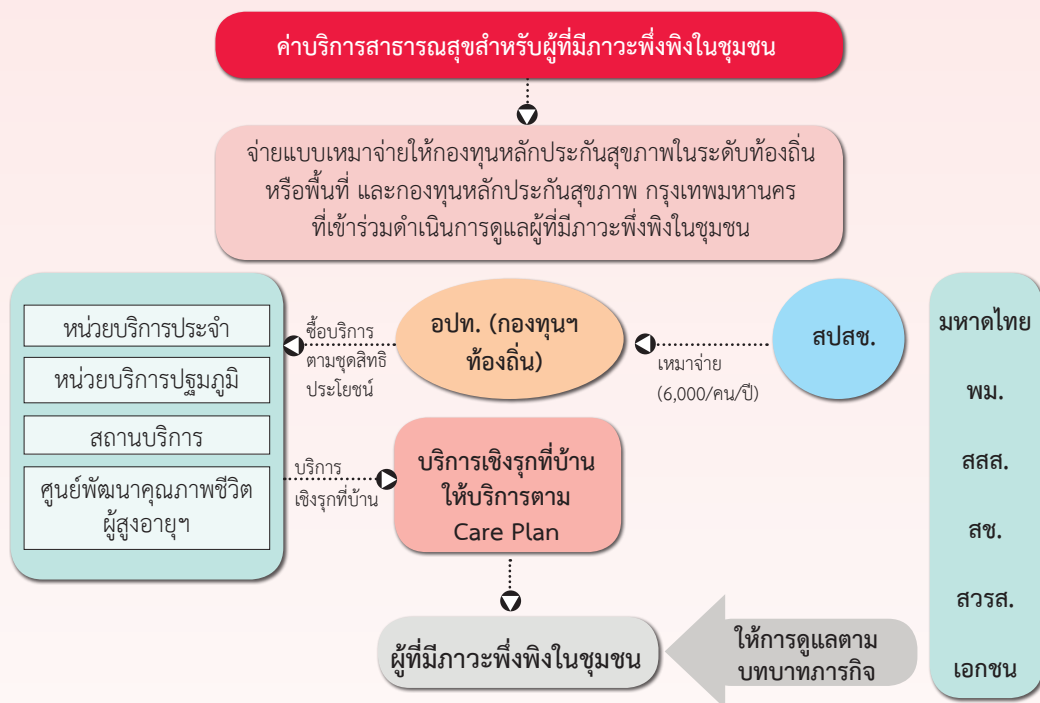 ค่าบริการสาธารณสุขสำหรับผู้ที่มีภาวะพึ่งพิงในชุมชน
จ่ายแบบเหมาจ่ายให้กองทุนหลักประกันสุขภาพในระดับท้องถิ่น
หรือพื้นที่ และกองทุนหลักประกันสุขภาพ กรุงเทพมหานคร
ที่เข้าร่วมดำเนินการดูแลผู้ที่มีภาวะพึ่งพิงในชุมชน
หน่วยบริการประจำ
หน่วยบริการปฐมภูมิ
สถานบริการ
ศูนย์พัฒนาคุณภาพชีวิต
ผู้สูงอายุฯ
ซื้อบริการ
ตามชุดสิทธิ
ประโยชน์
อปท. (กองทุนฯ
ท้องถิ่น)
เหมาจ่าย
(6,000/คน/ปี)
สปสช.
บริการ
เชิงรุกที่บ้าน
บริการเชิงรุกที่บ้าน
ให้บริการตาม
Care Plan
ผู้ที่มีภาวะพึ่งพิงในชุมชน
ให้การดูแลตาม
บทบาทภารกิจ
มหาดไทย
พม.
สสส.
สช.
สวรส.
เอกชน